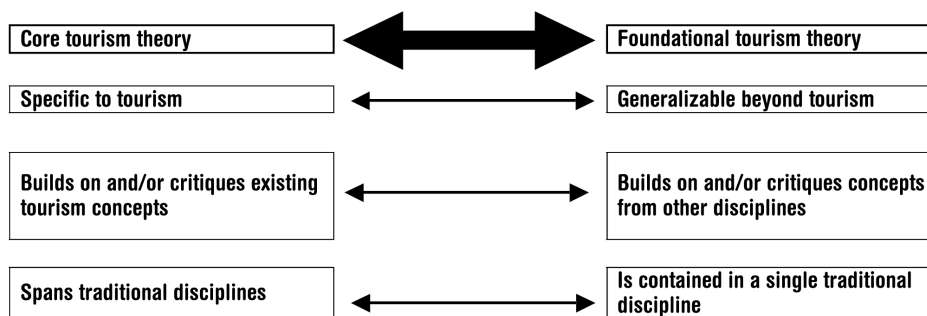 Core tourism theory
Foundational tourism theory
Specific to tourism
Generalizable beyond tourism
Builds on and/or critiques existing
tourism concepts
Builds on and/or critiques concepts
from other disciplines
Spans traditional disciplines
Is contained in a single traditional
discipline